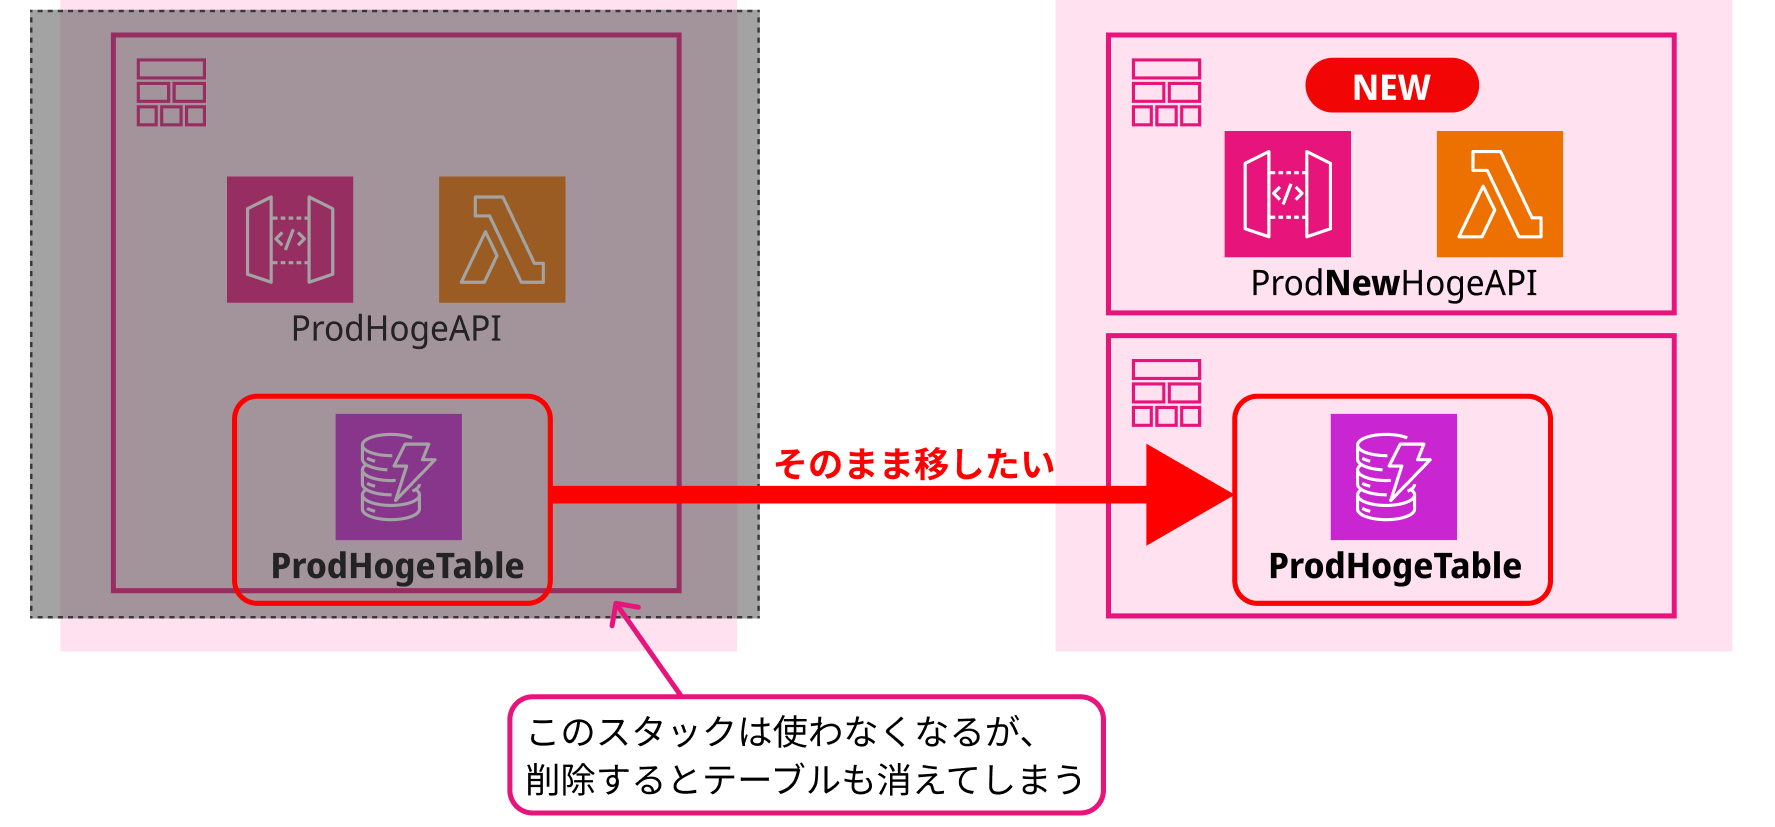 ProdHogeAPI
ProdHogeTable
そのまま移したい
NEW
ProdNewHogeAPI
ProdHogeTable
このスタックは使わなくなるが、
削除するとテーブルも消えてしまう